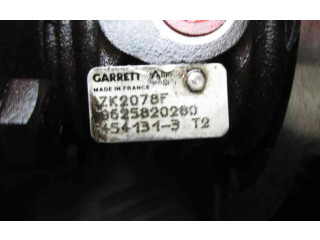 GARRETT
MADE IN FRANCE
ZK2078F
9625820280
454131-3 T2